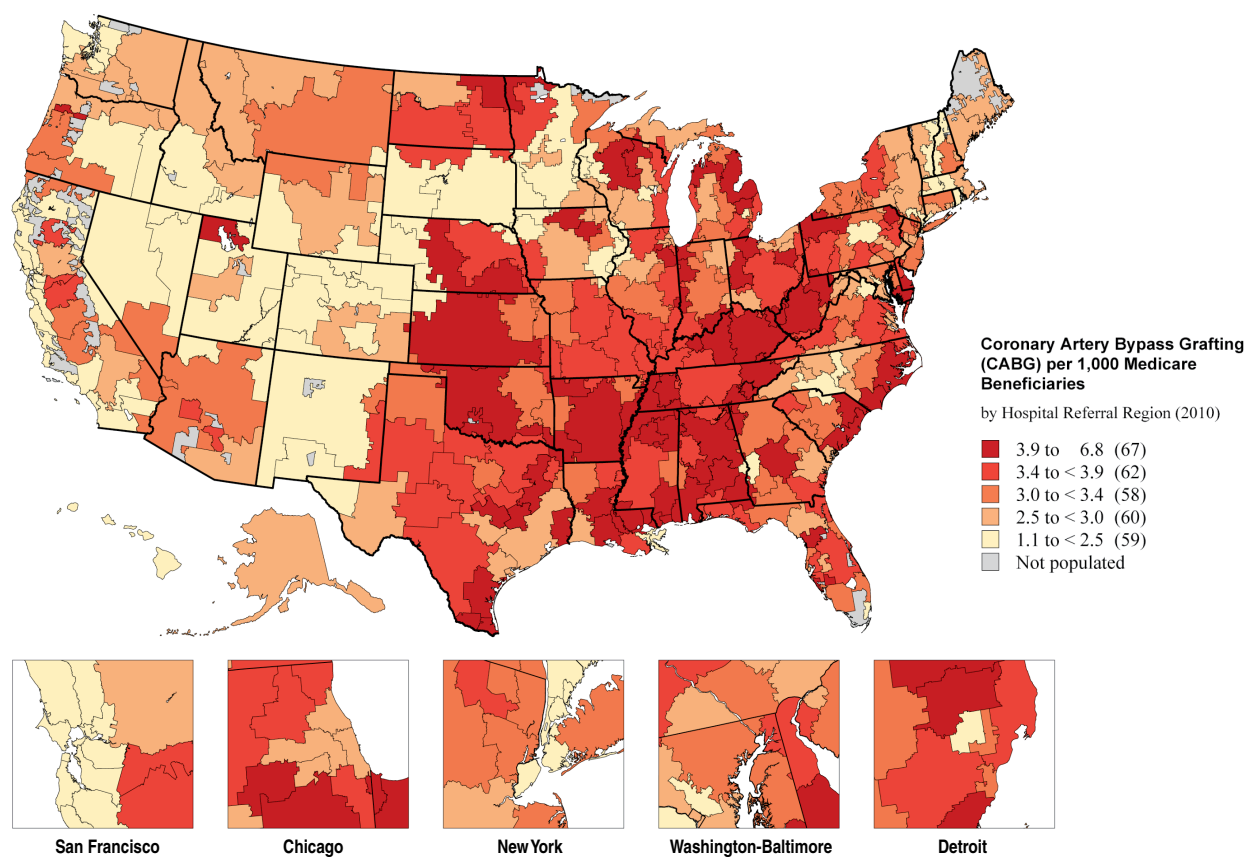 Coronary Artery Bypass Grafting
(CABG) per 1,000 Medicare
Beneficiaries
by Hospital Referral Region (2010)
3.9 to 6.8 (67)
3.4 to < 3.9 (62)
3.0 to < 3.4 (58)
2.5 to < 3.0 (60)
1.1 to < 2.5 (59)
Not populated
San Francisco
Chicago
New York
Washington-Baltimore
Detroit